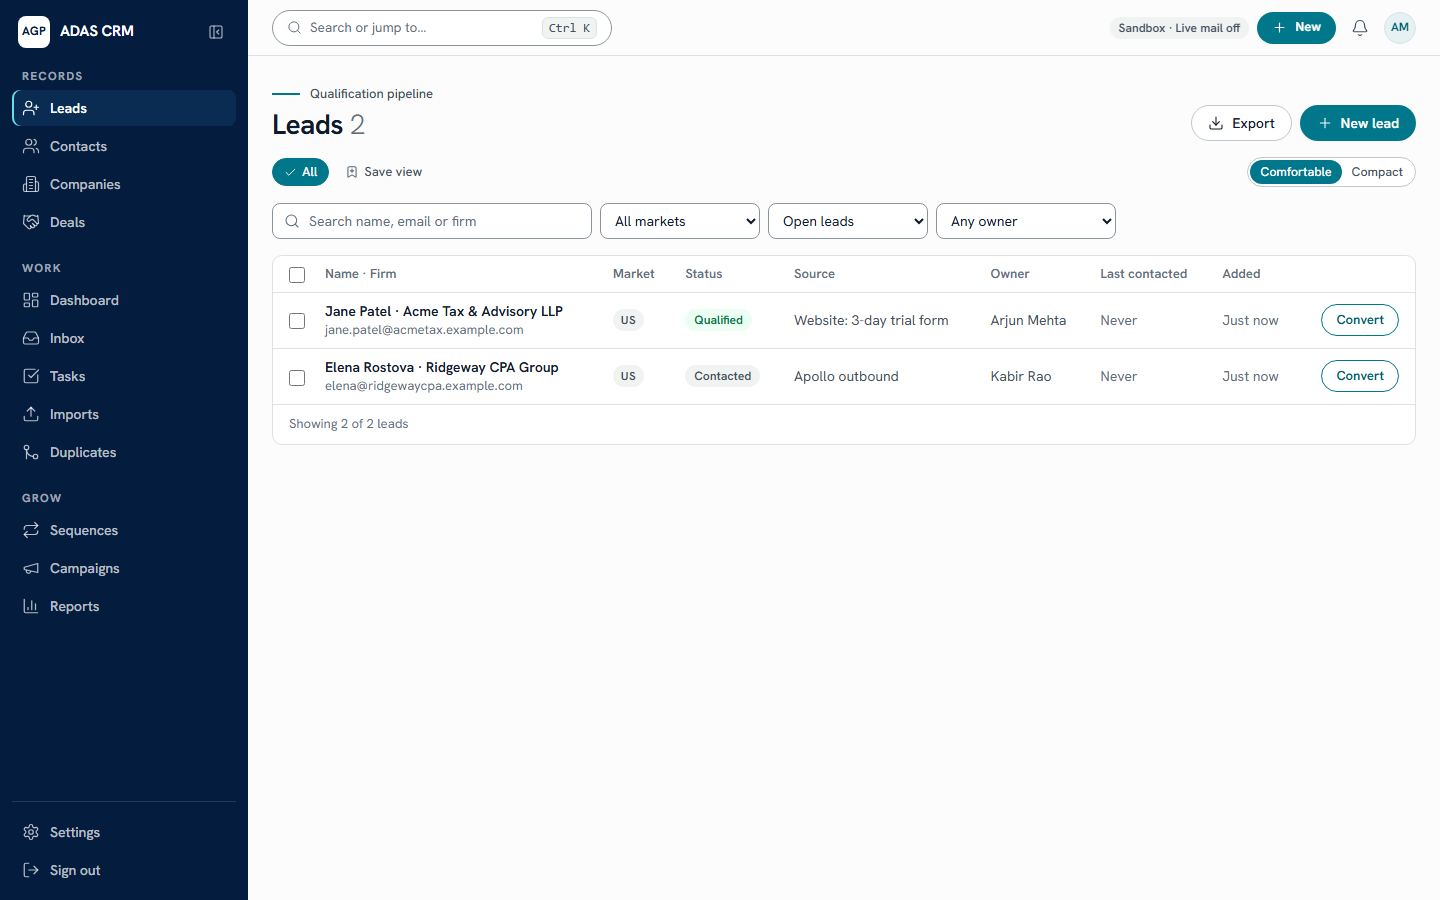 AGP ADAS CRM
RECORDS
Leads
Contacts
Companies
Deals
WORK
Dashboard
Inbox
Tasks
Imports
Duplicates
GROW
Sequences
Campaigns
Reports
Settings
Sign out
Search or jump to... Ctrl K
Sandbox · Live mail off
New
AM
Qualification pipeline
Leads 2
Export
New lead
All
Save view
Comfortable Compact
Search name, email or firm
All markets
Open leads
Any owner
Name · Firm Market Status Source Owner Last contacted Added
Jane Patel · Acme Tax & Advisory LLP
jane.patel@acmetax.example.com
US Qualified Website: 3-day trial form Arjun Mehta Never Just now Convert
Elena Rostova · Ridgeway CPA Group
elena@ridgewaycpa.example.com
US Contacted Apollo outbound Kabir Rao Never Just now Convert
Showing 2 of 2 leads